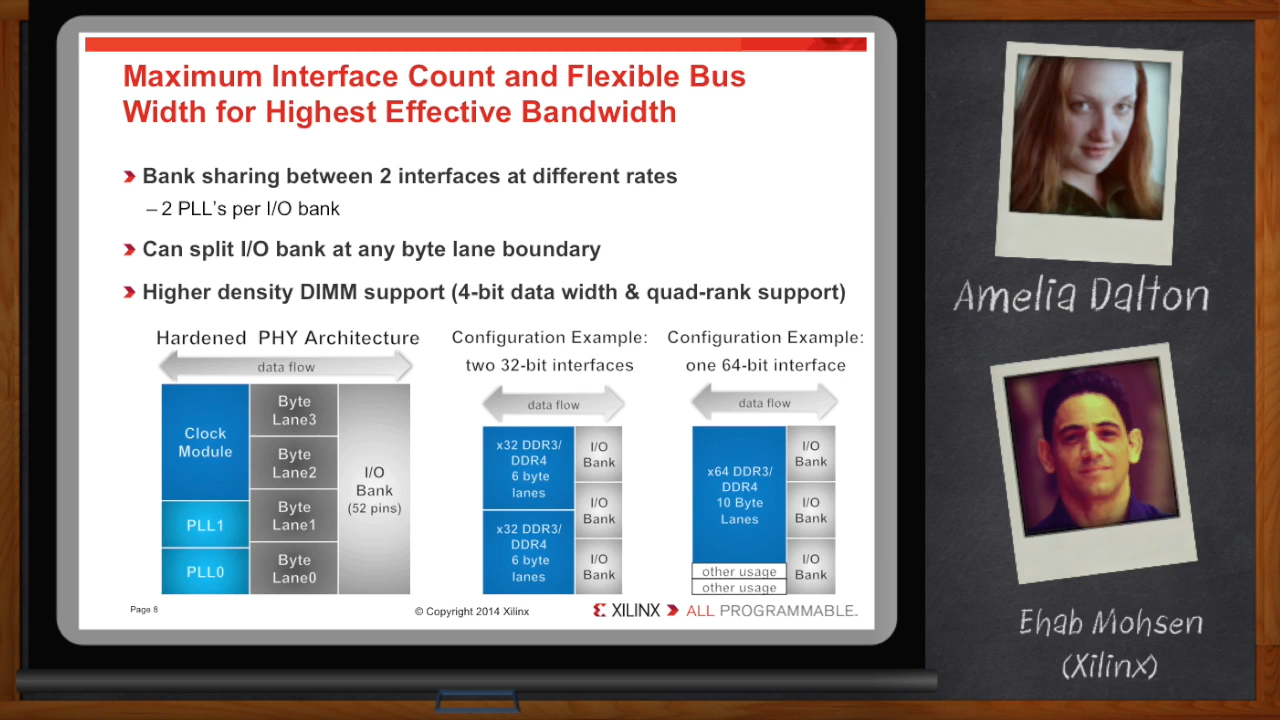 Maximum Interface Count and Flexible Bus
Width for Highest Effective Bandwidth
Bank sharing between 2 interfaces at different rates
– 2 PLL's per I/O bank
Can split I/O bank at any byte lane boundary
Higher density DIMM support (4-bit data width & quad-rank support)
Hardened PHY Architecture
data flow
Clock
Module
PLL1
PLL0
Byte
Lane3
Byte
Lane2
Byte
Lane1
Byte
Lane0
I/O
Bank
(52 pins)
Configuration Example:
two 32-bit interfaces
data flow
x32 DDR3/
DDR4
6 byte
lanes
x32 DDR3/
DDR4
6 byte
lanes
I/O
Bank
I/O
Bank
I/O
Bank
Configuration Example:
one 64-bit interface
data flow
x64 DDR3/
DDR4
10 Byte
Lanes
other usage
other usage
I/O
Bank
I/O
Bank
I/O
Bank
Page 8
© Copyright 2014 Xilinx
XILINX ALL PROGRAMMABLE™
Amelia Dalton
Ehab Mohsen
(Xilinx)